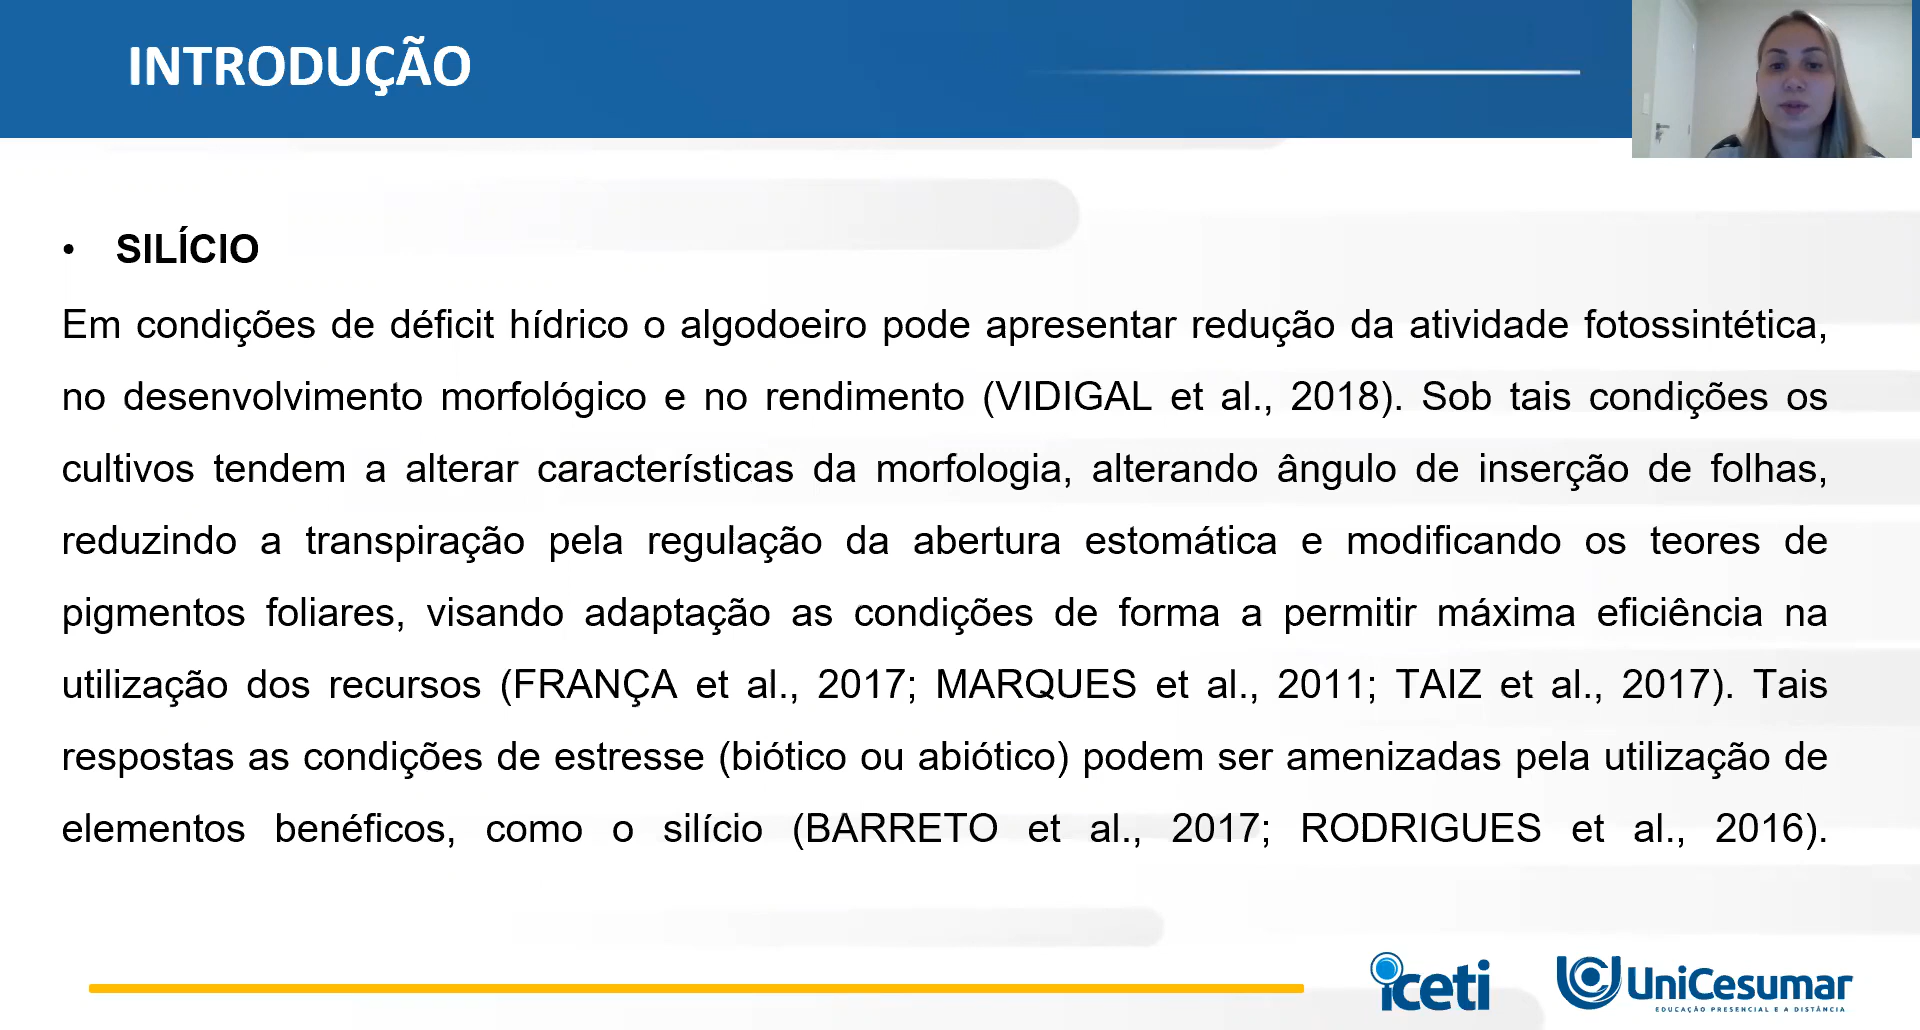 INTRODUÇÃO
• SILÍCIO
Em condições de déficit hídrico o algodoeiro pode apresentar redução da atividade fotossintética,
no desenvolvimento morfológico e no rendimento (VIDIGAL et al., 2018). Sob tais condições os
cultivos tendem a alterar características da morfologia, alterando ângulo de inserção de folhas,
reduzindo a transpiração pela regulação da abertura estomática e modificando os teores de
pigmentos foliares, visando adaptação as condições de forma a permitir máxima eficiência na
utilização dos recursos (FRANÇA et al., 2017; MARQUES et al., 2011; TAIZ et al., 2017). Tais
respostas as condições de estresse (biótico ou abiótico) podem ser amenizadas pela utilização de
elementos benéficos, como o silício (BARRETO et al., 2017; RODRIGUES et al., 2016).
iceti
UniCesumar
EDUCAÇÃO PRESENCIAL E A DISTÂNCIA